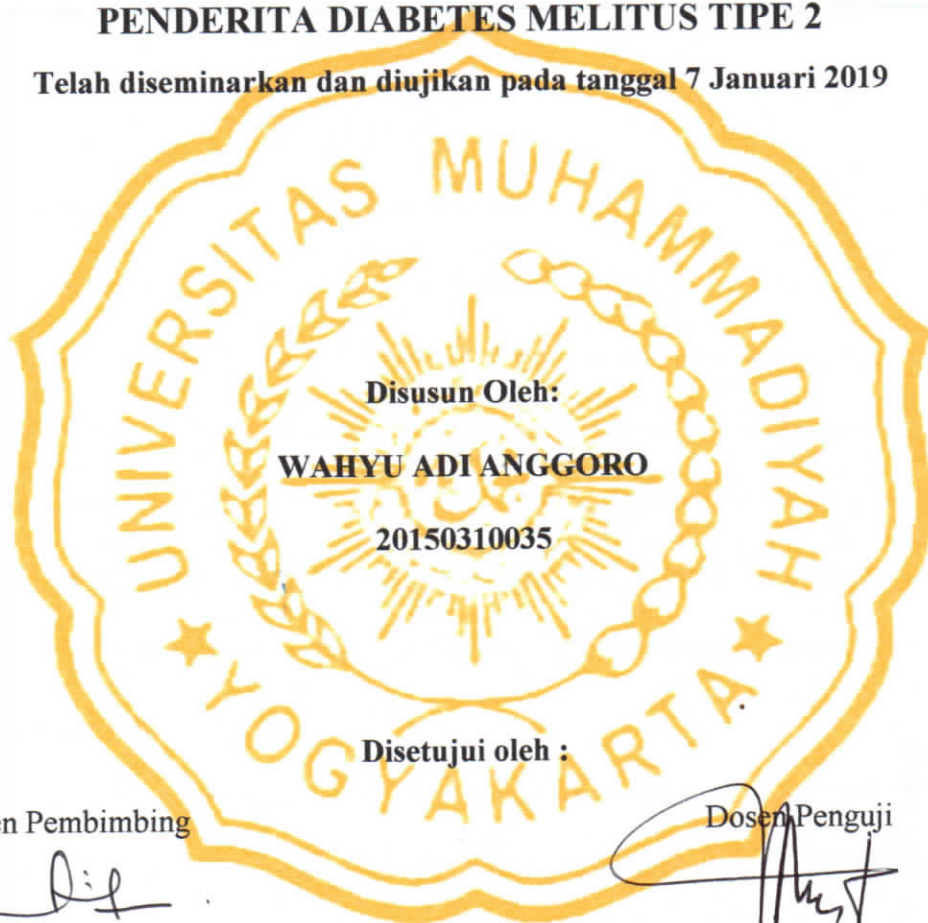 PENDERITA DIABETES MELITUS TIPE 2
Telah diseminarkan dan diujikan pada tanggal 7 Januari 2019
UNIVERSITAS MUHAMMADIYAH
Disusun Oleh:
WAHYU ADI ANGGORO
20150310035
YOGYAKARTA
Disetujui oleh :
en Pembimbing
Dosen Penguji